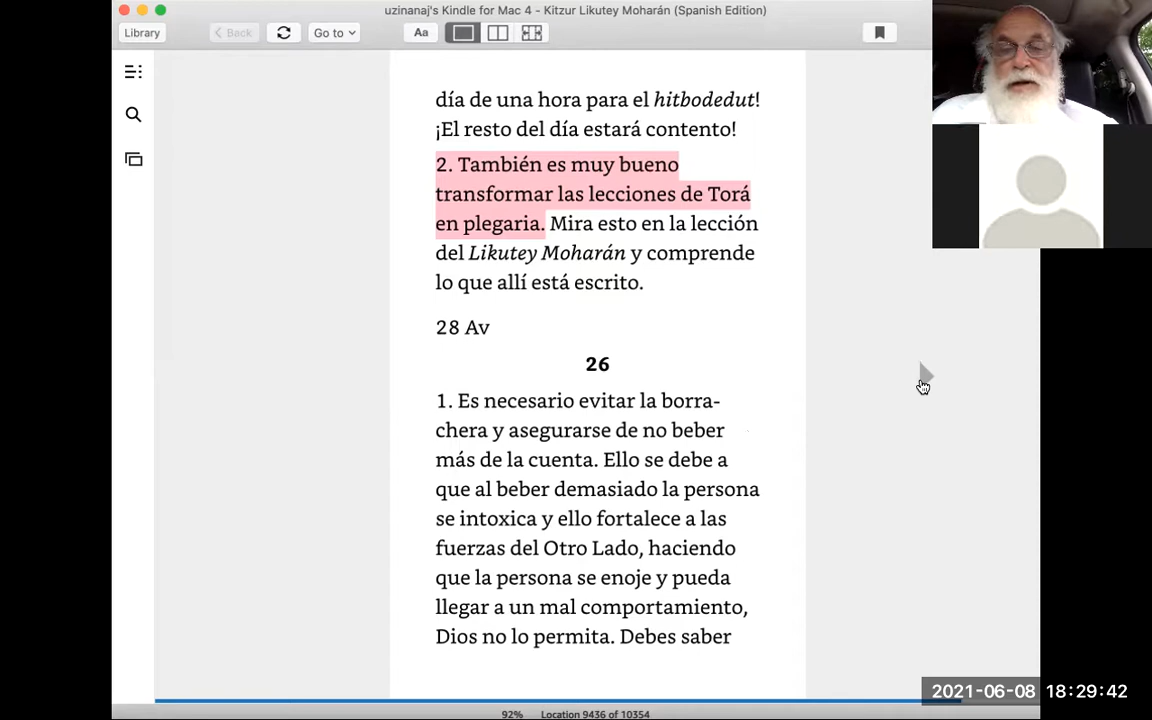 uzinanaj's Kindle for Mac 4 - Kitzur Likutey Moharán (Spanish Edition)
Library
Back
Go to
Aa
día de una hora para el hitbodedut!
¡El resto del día estará contento!
2. También es muy bueno
transformar las lecciones de Torá
en plegaria. Mira esto en la lección
del Likutey Moharán y comprende
lo que allí está escrito.
28 Av
26
1. Es necesario evitar la borra-
chera y asegurarse de no beber
más de la cuenta. Ello se debe a
que al beber demasiado la persona
se intoxica y ello fortalece a las
fuerzas del Otro Lado, haciendo
que la persona se enoje y pueda
llegar a un mal comportamiento,
Dios no lo permita. Debes saber
92% Location 9436 of 10354
2021-06-08 18:29:42